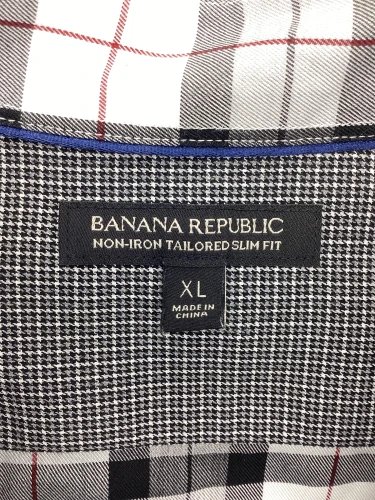 BANANA REPUBLIC
NON-IRON TAILORED SLIM FIT
XL
MADE IN
CHINA